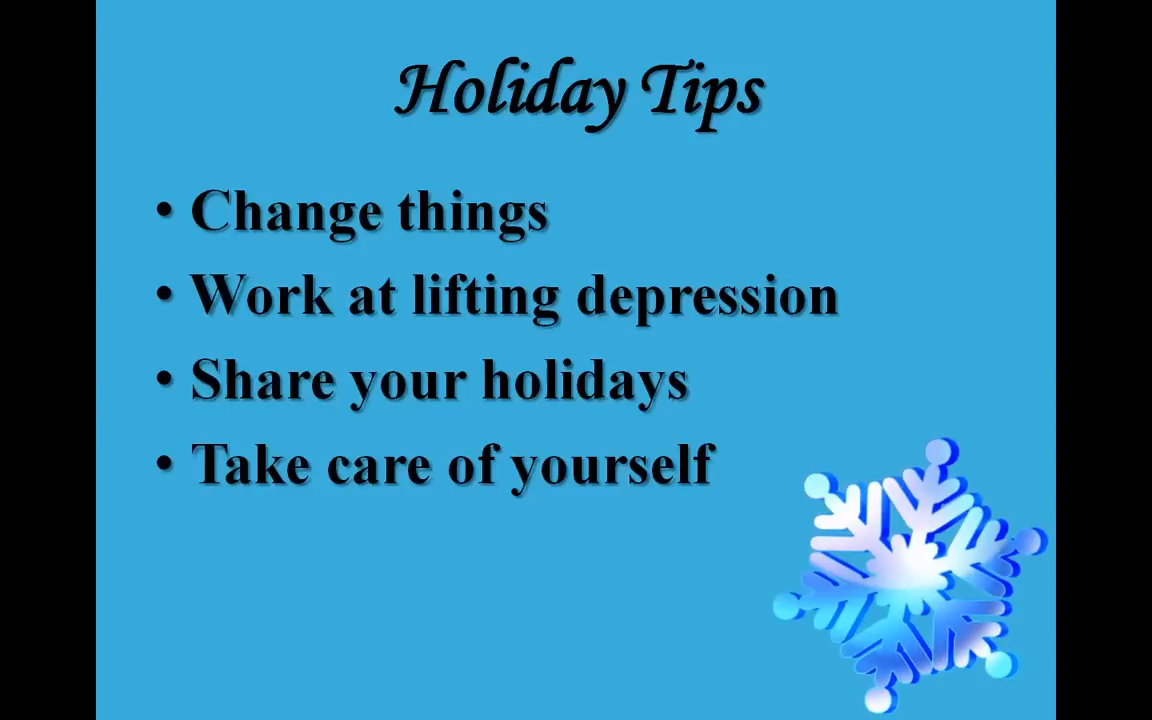 Holiday Tips
• Change things
• Work at lifting depression
• Share your holidays
• Take care of yourself